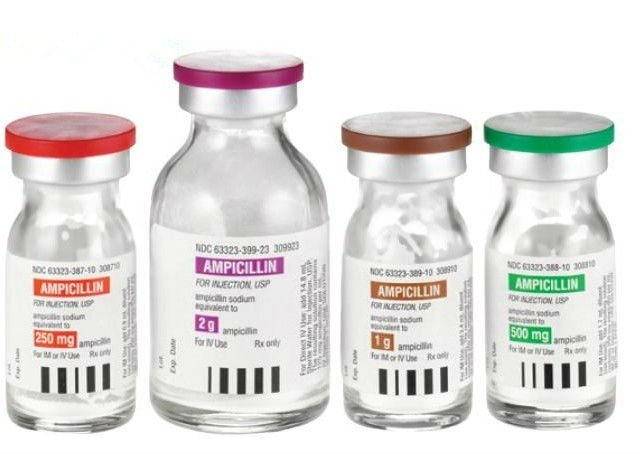 NDC 63323-387-10 308710
AMPICILLIN
FOR INJECTION, USP
ampicillin sodium
equivalent to
250 mg ampicillin
For IM or IV Use Rx only
Lot
Exp. Date
NDC 63323-399-23 309923
AMPICILLIN
FOR INJECTION, USP
ampicillin sodium
equivalent to
2 g ampicillin
For IV Use Rx only
Lot
Exp. Date
For Direct IV Use: add 14.8 mL
Sterile Water for Injection, USP.
NDC 63323-389-10 308910
AMPICILLIN
FOR INJECTION, USP
ampicillin sodium
equivalent to
1 g ampicillin
For IM or IV Use Rx only
Lot
Exp. Date
NDC 63323-388-10 308810
AMPICILLIN
FOR INJECTION, USP
ampicillin sodium
equivalent to
500 mg ampicillin
For IM or IV Use Rx only
Lot
Exp. Date